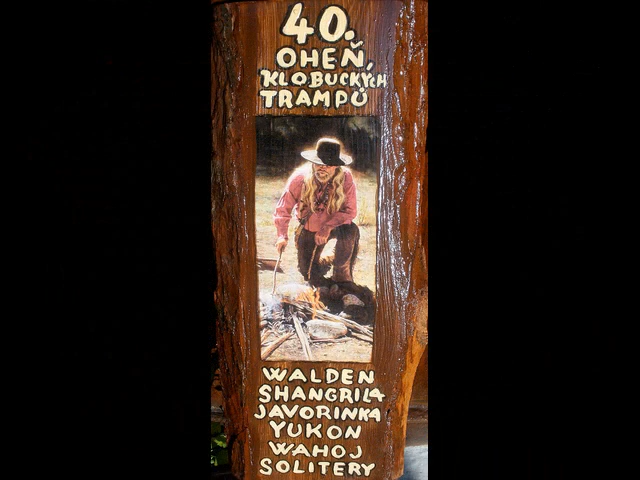 40.
OHEŇ,
KLOBUCKÝCH
TRAMPŮ
WALDEN
SHANGRILA
JAVORINKA
YUKON
WAHOJ
SOLITERY